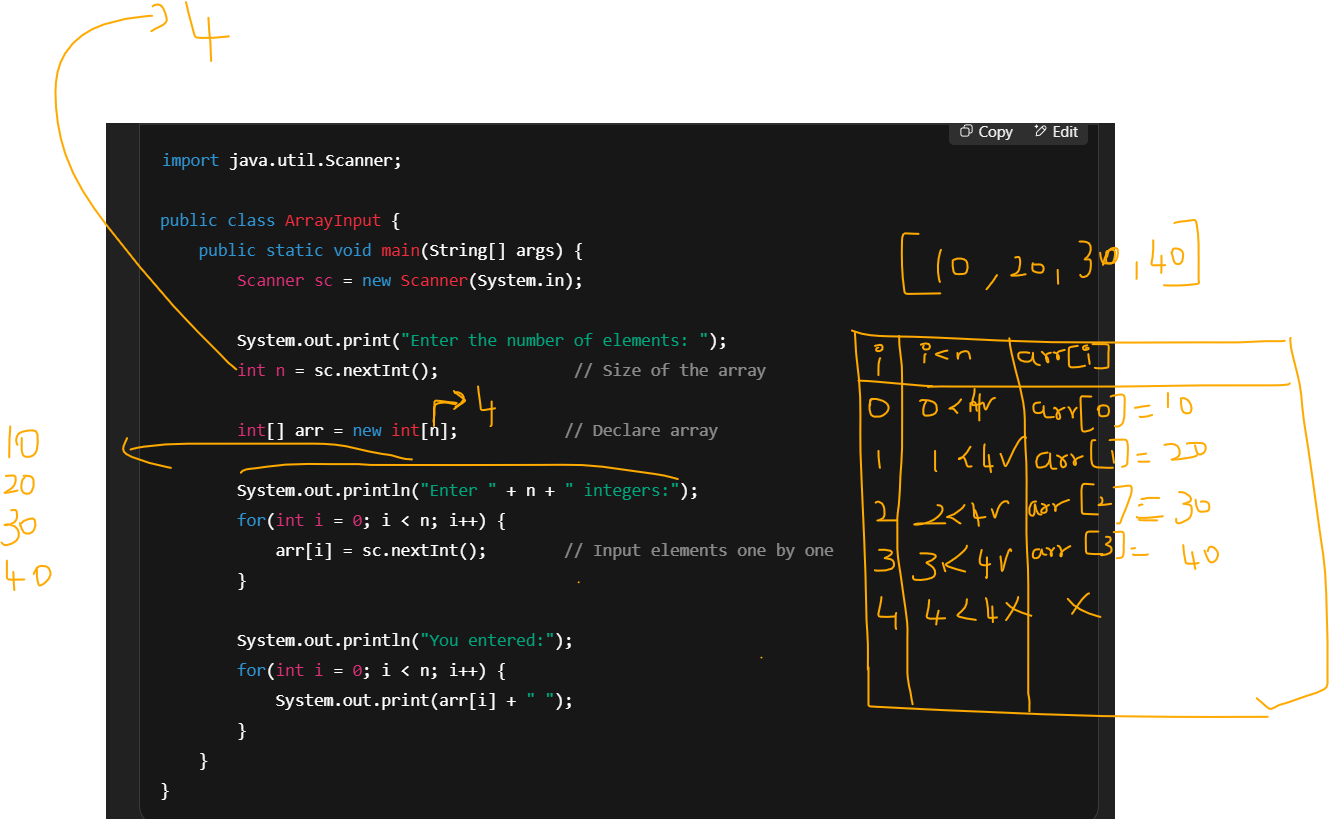 4
Copy Edit
import java.util.Scanner;
public class ArrayInput {
public static void main(String[] args) {
Scanner sc = new Scanner(System.in);
System.out.print("Enter the number of elements: ");
int n = sc.nextInt(); // Size of the array
4
int[] arr = new int[n]; // Declare array
System.out.println("Enter " + n + " integers:");
for(int i = 0; i < n; i++) {
arr[i] = sc.nextInt(); // Input elements one by one
}
System.out.println("You entered:");
for(int i = 0; i < n; i++) {
System.out.print(arr[i] + " ");
}
}
}
10
20
30
40
[10, 20, 30, 40]
i i<n arr[i]
0 0<4✓ arr[0]=10
1 1<4✓ arr[1]=20
2 2<4✓ arr[2]=30
3 3<4✓ arr[3]=40
4 4<4✗ ✗